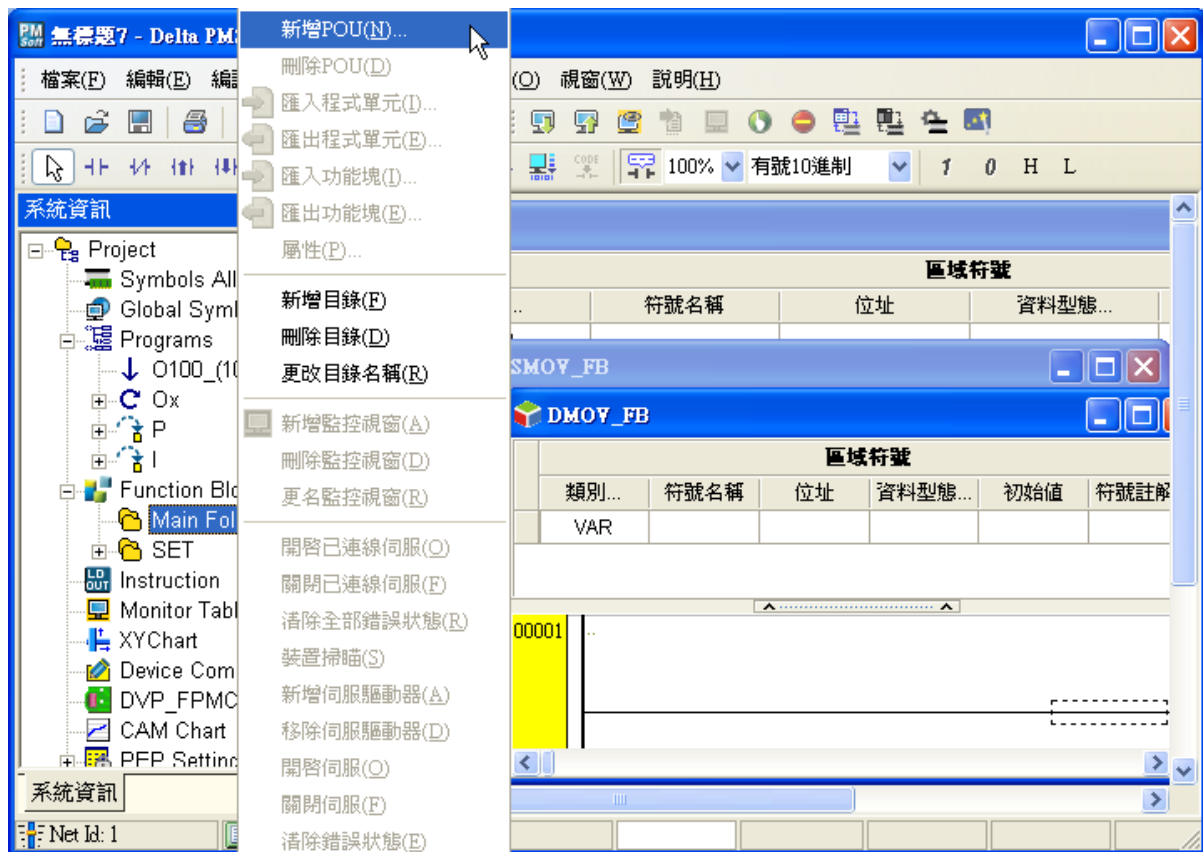 無標題7 - Delta PM
檔案(F) 編輯(E)
(O) 視窗(W) 說明(H)
新增POU(N)...
刪除POU(D)
匯入程式單元(I)...
匯出程式單元(E)...
匯入功能塊(I)...
匯出功能塊(E)...
屬性(P)...
新增目錄(F)
刪除目錄(D)
更改目錄名稱(R)
新增監控視窗(A)
刪除監控視窗(D)
更名監控視窗(R)
開啓已連線伺服(O)
關閉已連線伺服(F)
清除全部錯誤狀態(R)
裝置掃瞄(S)
新增伺服驅動器(A)
移除伺服驅動器(D)
開啓伺服(O)
關閉伺服(F)
清除錯誤狀態(E)
CODE 100% 有號10進制 1 0 H L
系統資訊
Project
Symbols All
Global Syml
Programs
O100_(10
Ox
P
I
Function Blo
Main Fol
SET
LD OUT Instruction
Monitor Tabl
XYChart
Device Com
DVP_FPMC
CAM Chart
PEP Setting
系統資訊
Net Id: 1
區域符號
符號名稱 位址 資料型態...
SMOV_FB
DMOV_FB
區域符號
類別... 符號名稱 位址 資料型態... 初始值 符號註解
VAR
00001